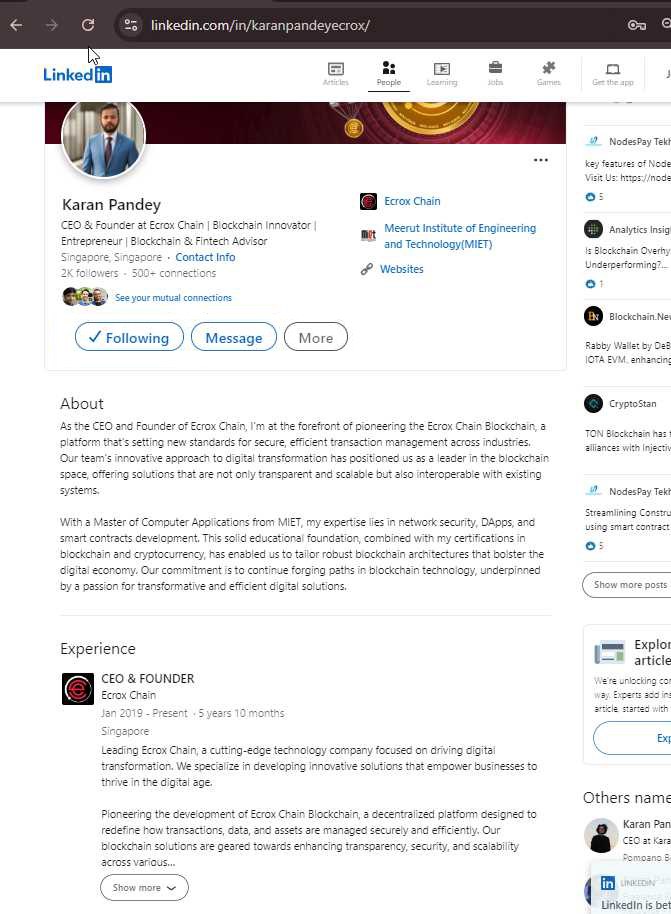 linkedin.com/in/karanpandeyecrox/
LinkedIn
Articles
People
Learning
Jobs
Games
Get the app
Karan Pandey
CEO & Founder at Ecrox Chain | Blockchain Innovator |
Entrepreneur | Blockchain & Fintech Advisor
Singapore, Singapore · Contact Info
2K followers · 500+ connections
See your mutual connections
Following
Message
More
Ecrox Chain
Meerut Institute of Engineering
and Technology(MIET)
Websites
About
As the CEO and Founder of Ecrox Chain, I'm at the forefront of pioneering the Ecrox Chain Blockchain, a
platform that's setting new standards for secure, efficient transaction management across industries.
Our team's innovative approach to digital transformation has positioned us as a leader in the blockchain
space, offering solutions that are not only transparent and scalable but also interoperable with existing
systems.
With a Master of Computer Applications from MIET, my expertise lies in network security, DApps, and
smart contracts development. This solid educational foundation, combined with my certifications in
blockchain and cryptocurrency, has enabled us to tailor robust blockchain architectures that bolster the
digital economy. Our commitment is to continue forging paths in blockchain technology, underpinned
by a passion for transformative and efficient digital solutions.
Experience
CEO & FOUNDER
Ecrox Chain
Jan 2019 - Present · 5 years 10 months
Singapore
Leading Ecrox Chain, a cutting-edge technology company focused on driving digital
transformation. We specialize in developing innovative solutions that empower businesses to
thrive in the digital age.
Pioneering the development of Ecrox Chain Blockchain, a decentralized platform designed to
redefine how transactions, data, and assets are managed securely and efficiently. Our
blockchain solutions are geared towards enhancing transparency, security, and scalability
across various...
Show more
NodesPay Tekh
key features of Node
Visit Us: https://node
5
Analytics Insig
Is Blockchain Overhy
Underperforming?...
1
Blockchain.New
Rabby Wallet by DeB
IOTA EVM, enhancing
CryptoStan
TON Blockchain has t
alliances with Injectiv
NodesPay Tekh
Streamlining Constru
using smart contract
5
Show more posts
Explor
article
We're unlocking cor
way. Experts add ins
article, started with
Exp
Others name
Karan Pan
CEO at Kara
Pompano Be
LINKEDIN
LinkedIn is bet